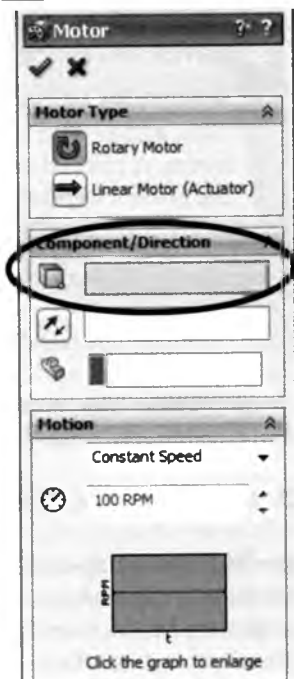 Motor
? ?
Motor Type
Rotary Motor
Linear Motor (Actuator)
Component/Direction
Motion
Constant Speed
100 RPM
RPM
t
Click the graph to enlarge